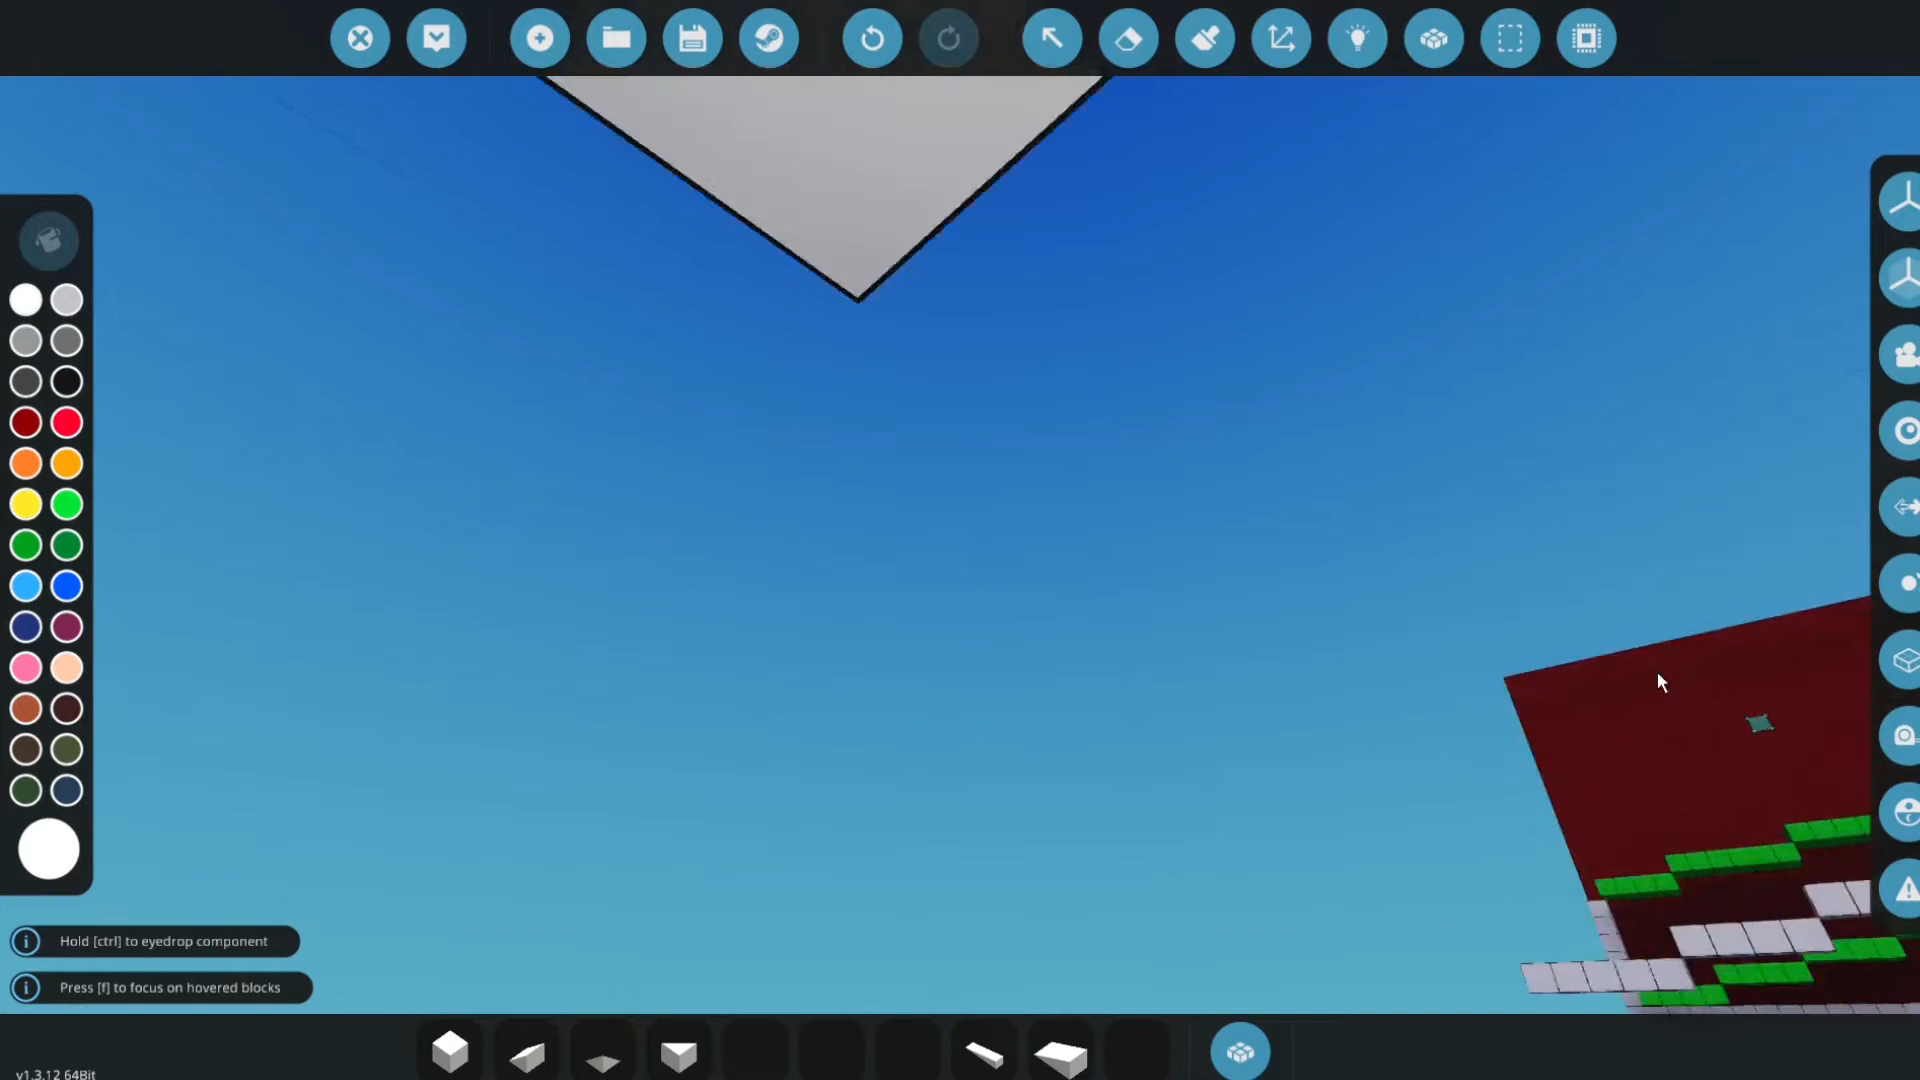 Hold [ctrl] to eyedrop component
Press [f] to focus on hovered blocks
v1.3.12 64Bit